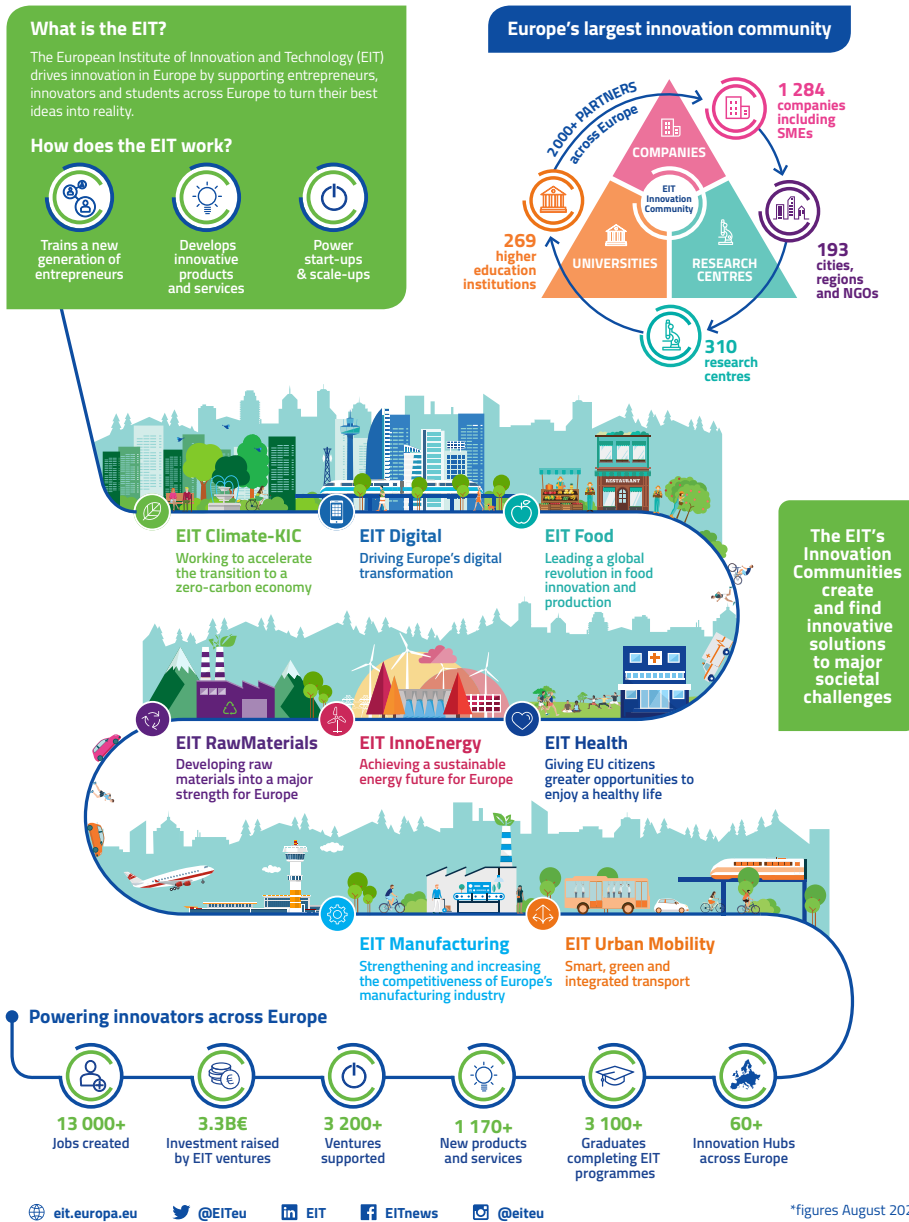 What is the EIT?
The European Institute of Innovation and Technology (EIT)
drives innovation in Europe by supporting entrepreneurs,
innovators and students across Europe to turn their best
ideas into reality.
How does the EIT work?
Trains a new
generation of
entrepreneurs
Develops
innovative
products
and services
Power
start-ups
& scale-ups
Europe's largest innovation community
2000+ PARTNERS
across Europe
COMPANIES
EIT
Innovation
Community
UNIVERSITIES
RESEARCH
CENTRES
1 284
companies
including
SMEs
193
cities,
regions
and NGOs
310
research
centres
269
higher
education
institutions
RESTAURANT
EIT Climate-KIC
Working to accelerate
the transition to a
zero-carbon economy
EIT Digital
Driving Europe's digital
transformation
EIT Food
Leading a global
revolution in food
innovation and
production
The EIT's
Innovation
Communities
create
and find
innovative
solutions
to major
societal
challenges
EIT RawMaterials
Developing raw
materials into a major
strength for Europe
EIT InnoEnergy
Achieving a sustainable
energy future for Europe
EIT Health
Giving EU citizens
greater opportunities to
enjoy a healthy life
EIT Manufacturing
Strengthening and increasing
the competitiveness of Europe's
manufacturing industry
EIT Urban Mobility
Smart, green and
integrated transport
Powering innovators across Europe
13 000+
Jobs created
3.3B€
Investment raised
by EIT ventures
3 200+
Ventures
supported
1 170+
New products
and services
3 100+
Graduates
completing EIT
programmes
60+
Innovation Hubs
across Europe
eit.europa.eu
@EITeu
EIT
EITnews
@eiteu
*figures August